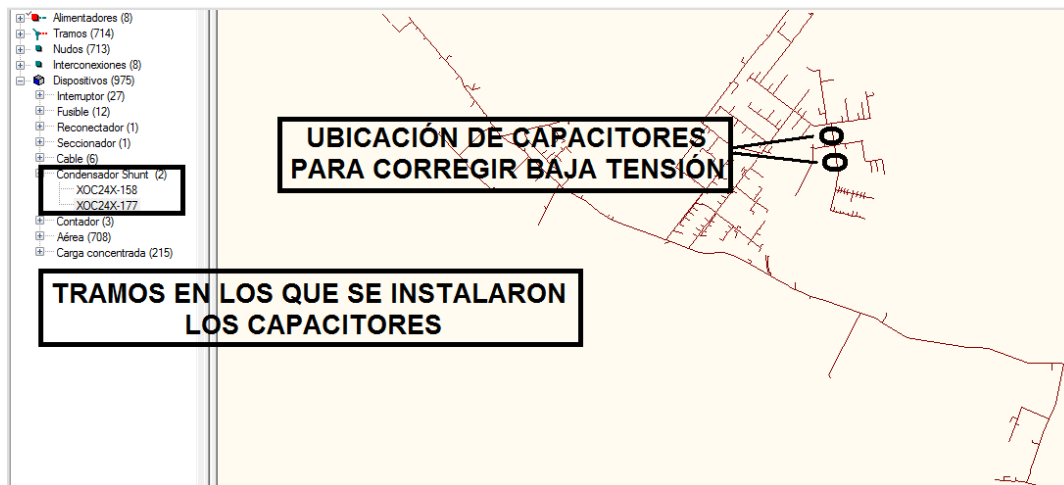 Alimentadores (8)
Tramos (714)
Nudos (713)
Interconexiones (8)
Dispositivos (975)
Interruptor (27)
Fusible (12)
Reconectador (1)
Seccionador (1)
Cable (6)
Condensador Shunt (2)
XOC24X-158
XOC24X-177
Contador (3)
Aérea (708)
Carga concentrada (215)
UBICACIÓN DE CAPACITORES
PARA CORREGIR BAJA TENSIÓN
TRAMOS EN LOS QUE SE INSTALARON
LOS CAPACITORES